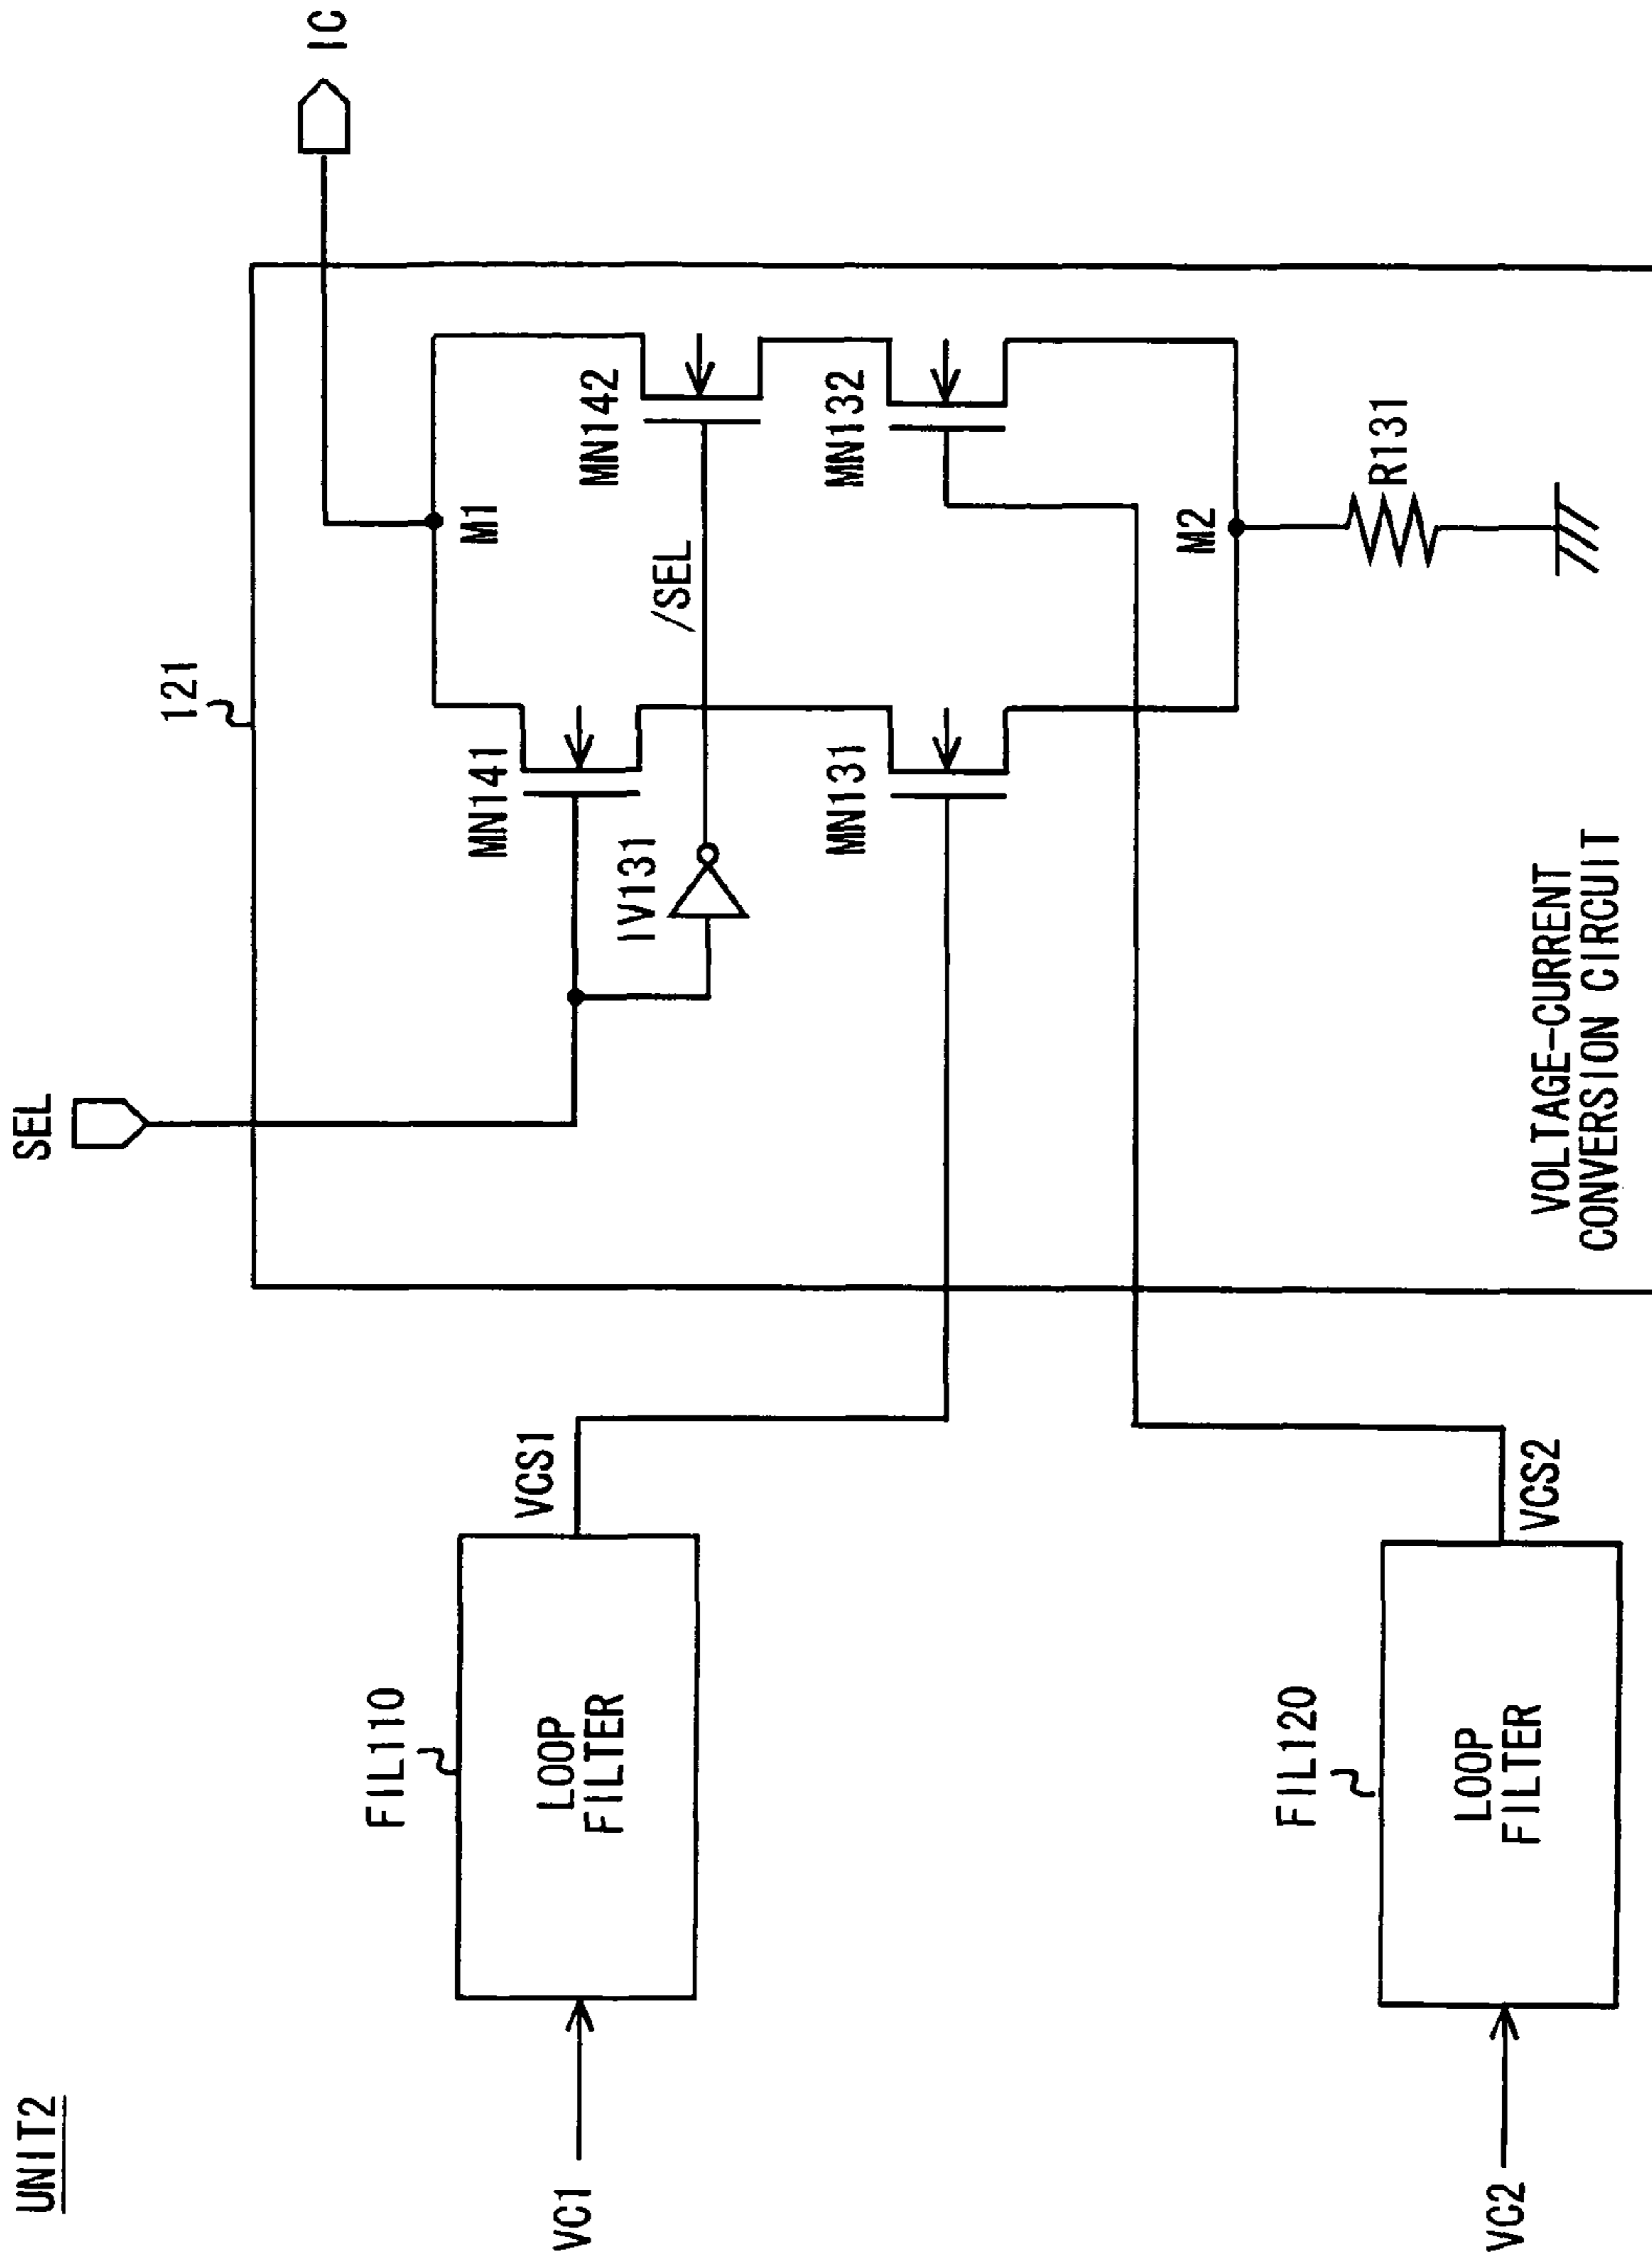 UNIT2
SEL
IC
121
M1
MN141
MN142
IV131
/SEL
VC1
FIL110
LOOP
FILTER
VCS1
MN131
MN132
M2
R131
VC2
FIL120
LOOP
FILTER
VCS2
VOLTAGE-CURRENT
CONVERSION CIRCUIT